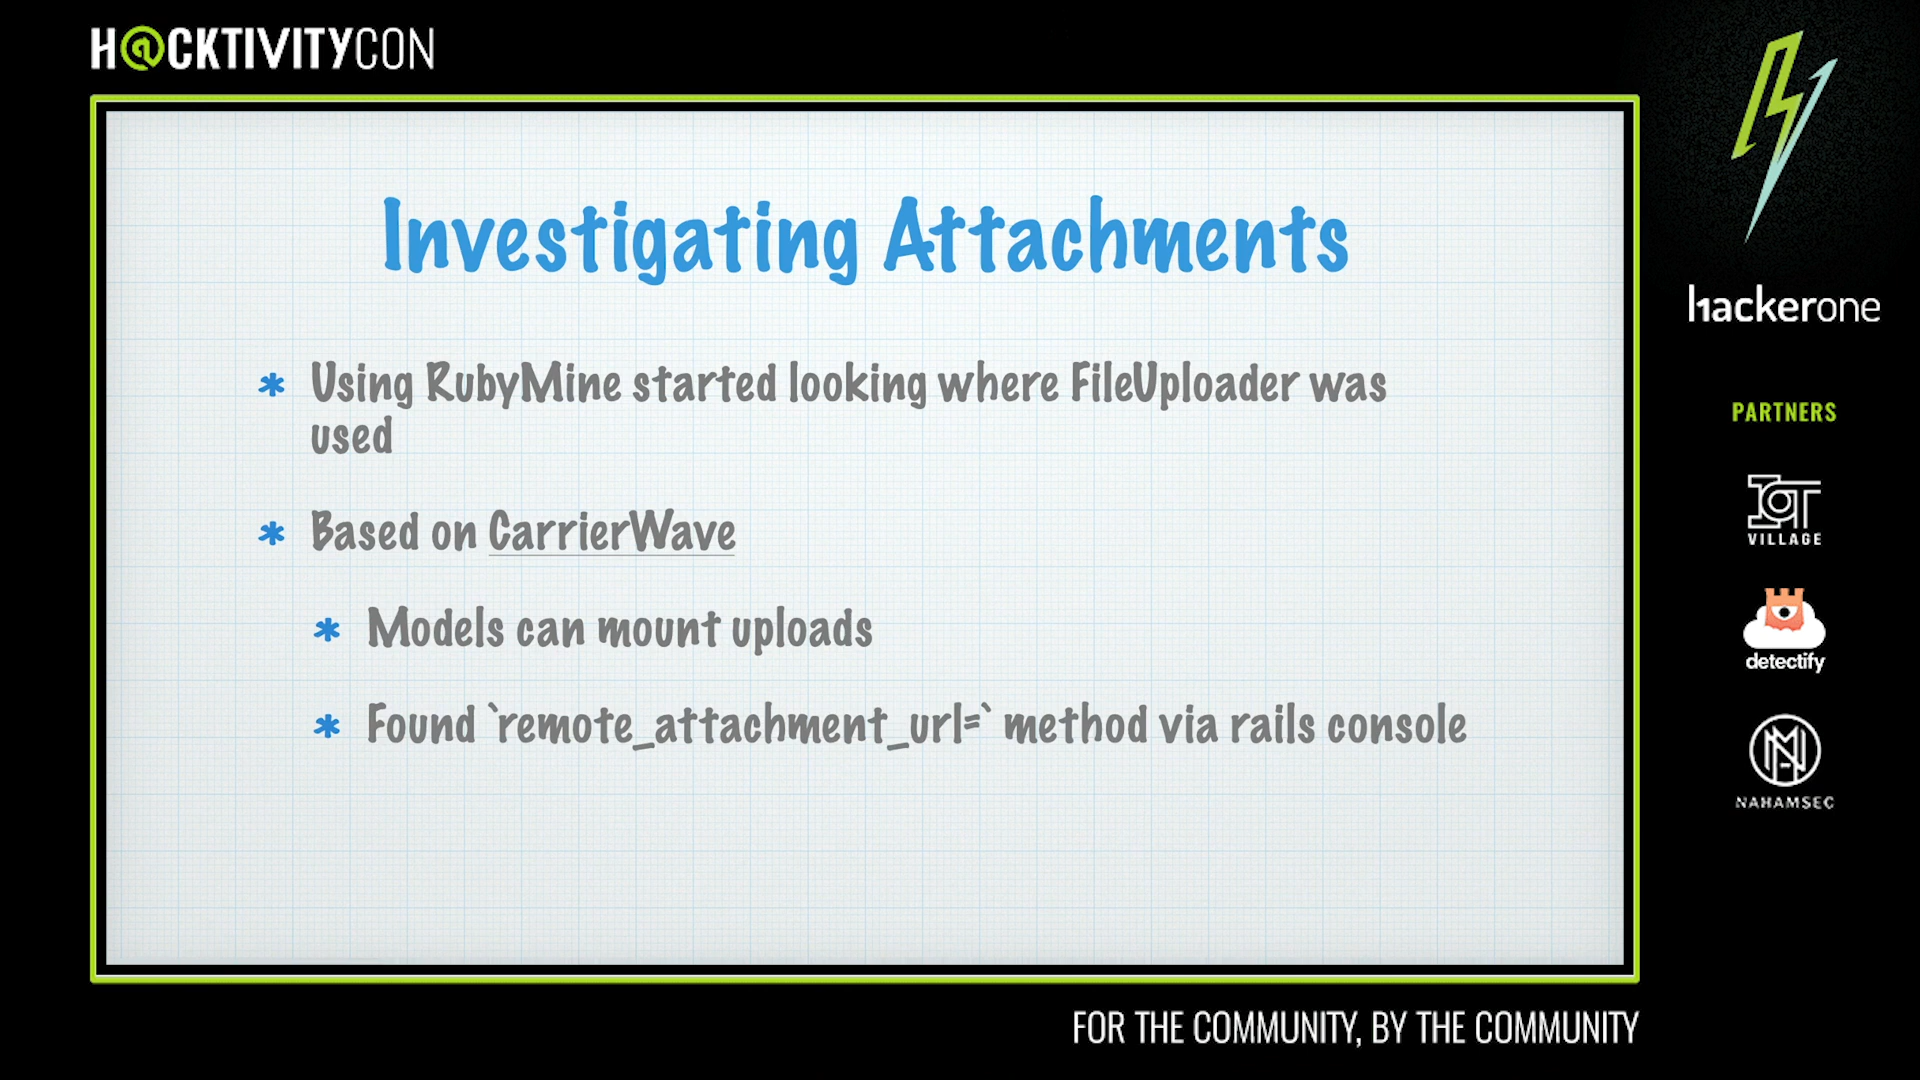 H@CKTIVITYCON
Investigating Attachments
* Using RubyMine started looking where FileUploader was
used
* Based on CarrierWave
* Models can mount uploads
* Found `remote_attachment_url=` method via rails console
hackerone
PARTNERS
IOT
VILLAGE
detectify
NAHAMSEC
FOR THE COMMUNITY, BY THE COMMUNITY